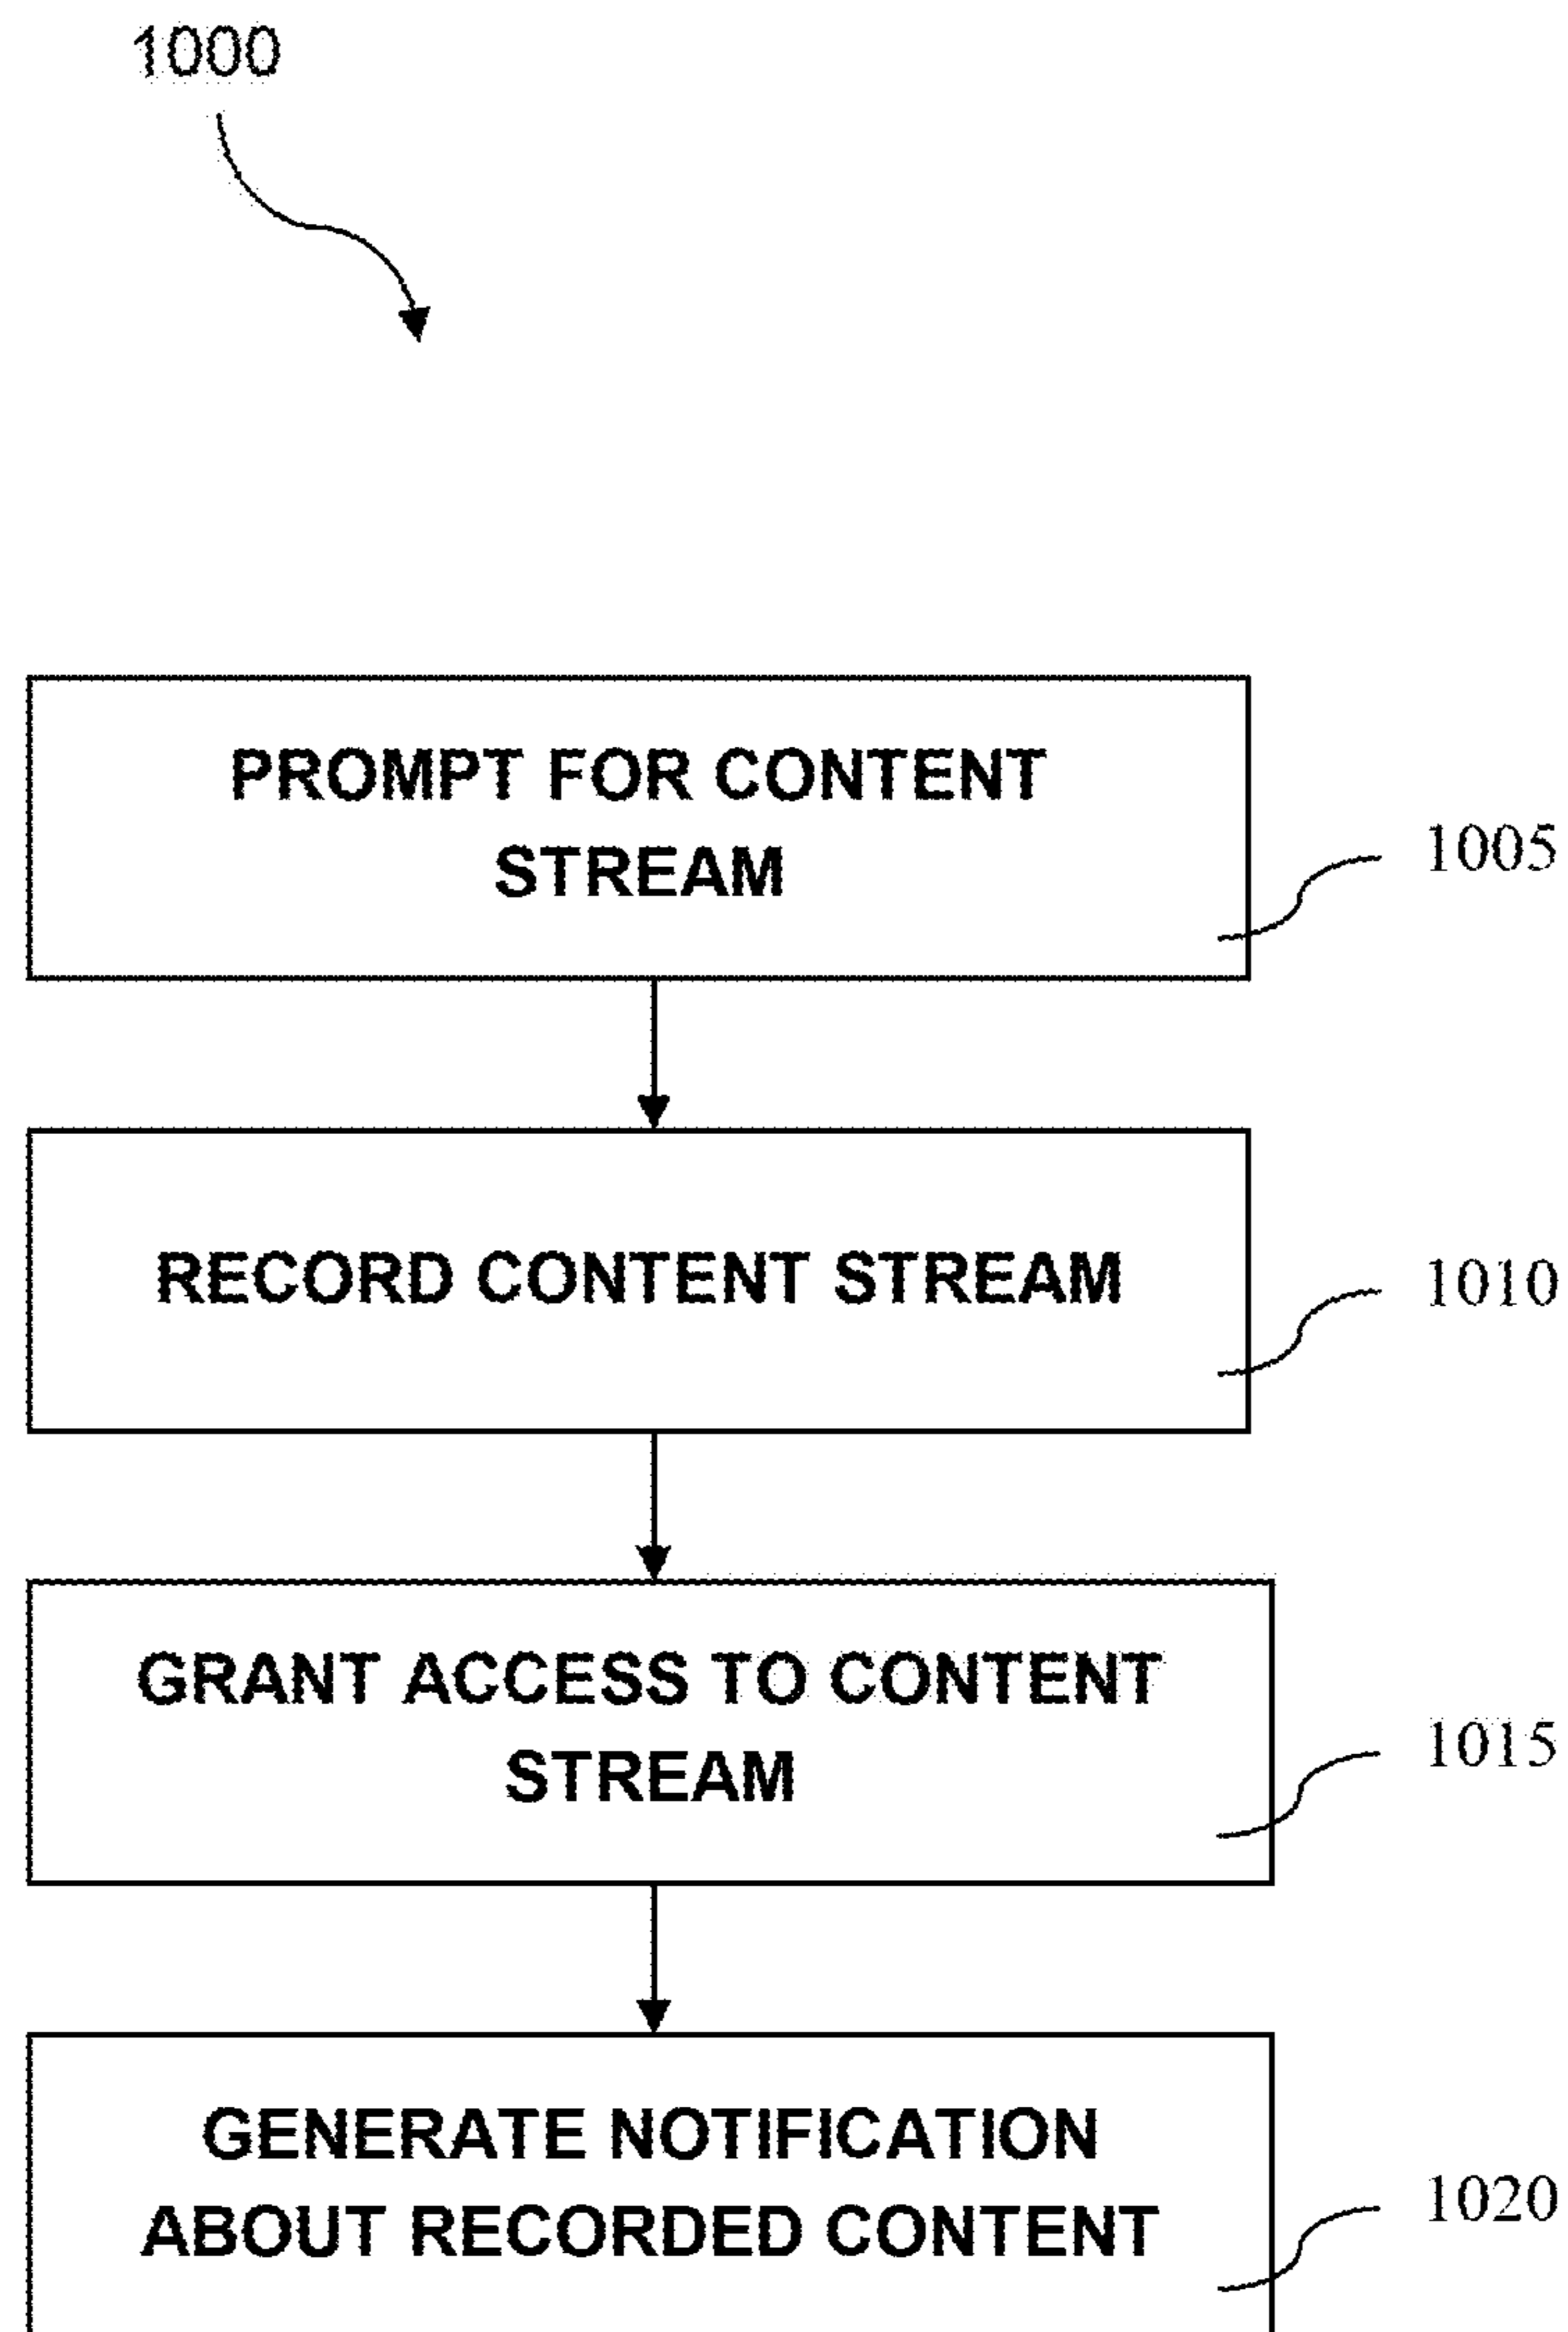 1000
PROMPT FOR CONTENT
STREAM
1005
RECORD CONTENT STREAM
1010
GRANT ACCESS TO CONTENT
STREAM
1015
GENERATE NOTIFICATION
ABOUT RECORDED CONTENT
1020